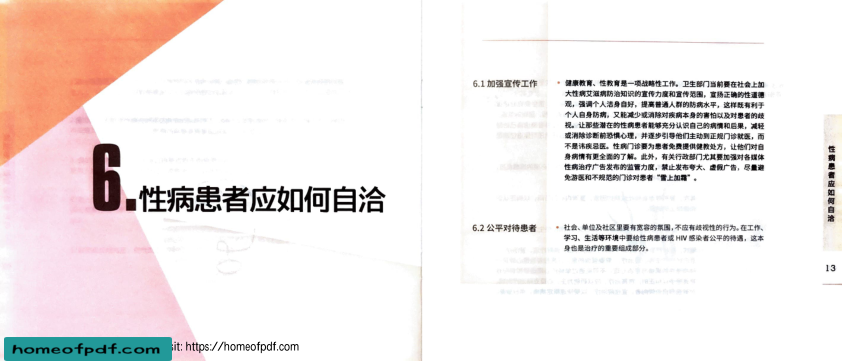 6.性病患者应如何自洽
6.1 加强宣传工作
• 健康教育、性教育是一项战略性工作。卫生部门当前要在社会上加
大性病艾滋病防治知识的宣传力度和宣传范围，宣扬正确的性道德
观，强调个人洁身自好，提高普通人群的防病水平，这样既有利于
个人自身防病，又能减少或消除对疾病本身的害怕以及对患者的歧
视。让那些潜在的性病患者能够充分认识自己的病情和后果，减轻
或消除诊断前恐惧心理，并逐步引导他们主动到正规门诊就医，而
不是讳疾忌医。性病门诊要为患者免费提供健教处方，让他们对自
身病情有更全面的了解。此外，有关行政部门尤其要加强对各媒体
性病治疗广告发布的监管力度，禁止发布夸大、虚假广告，尽量避
免游医和不规范的门诊对患者“雪上加霜”。
6.2 公平对待患者
• 社会、单位及社区里要有宽容的氛围，不应有歧视性的行为。在工作、
学习、生活等环境中要给性病患者或 HIV 感染者公平的待遇，这本
身也是治疗的重要组成部分。
性病患者应如何自洽
13
homeofpdf.com
sit: https://homeofpdf.com